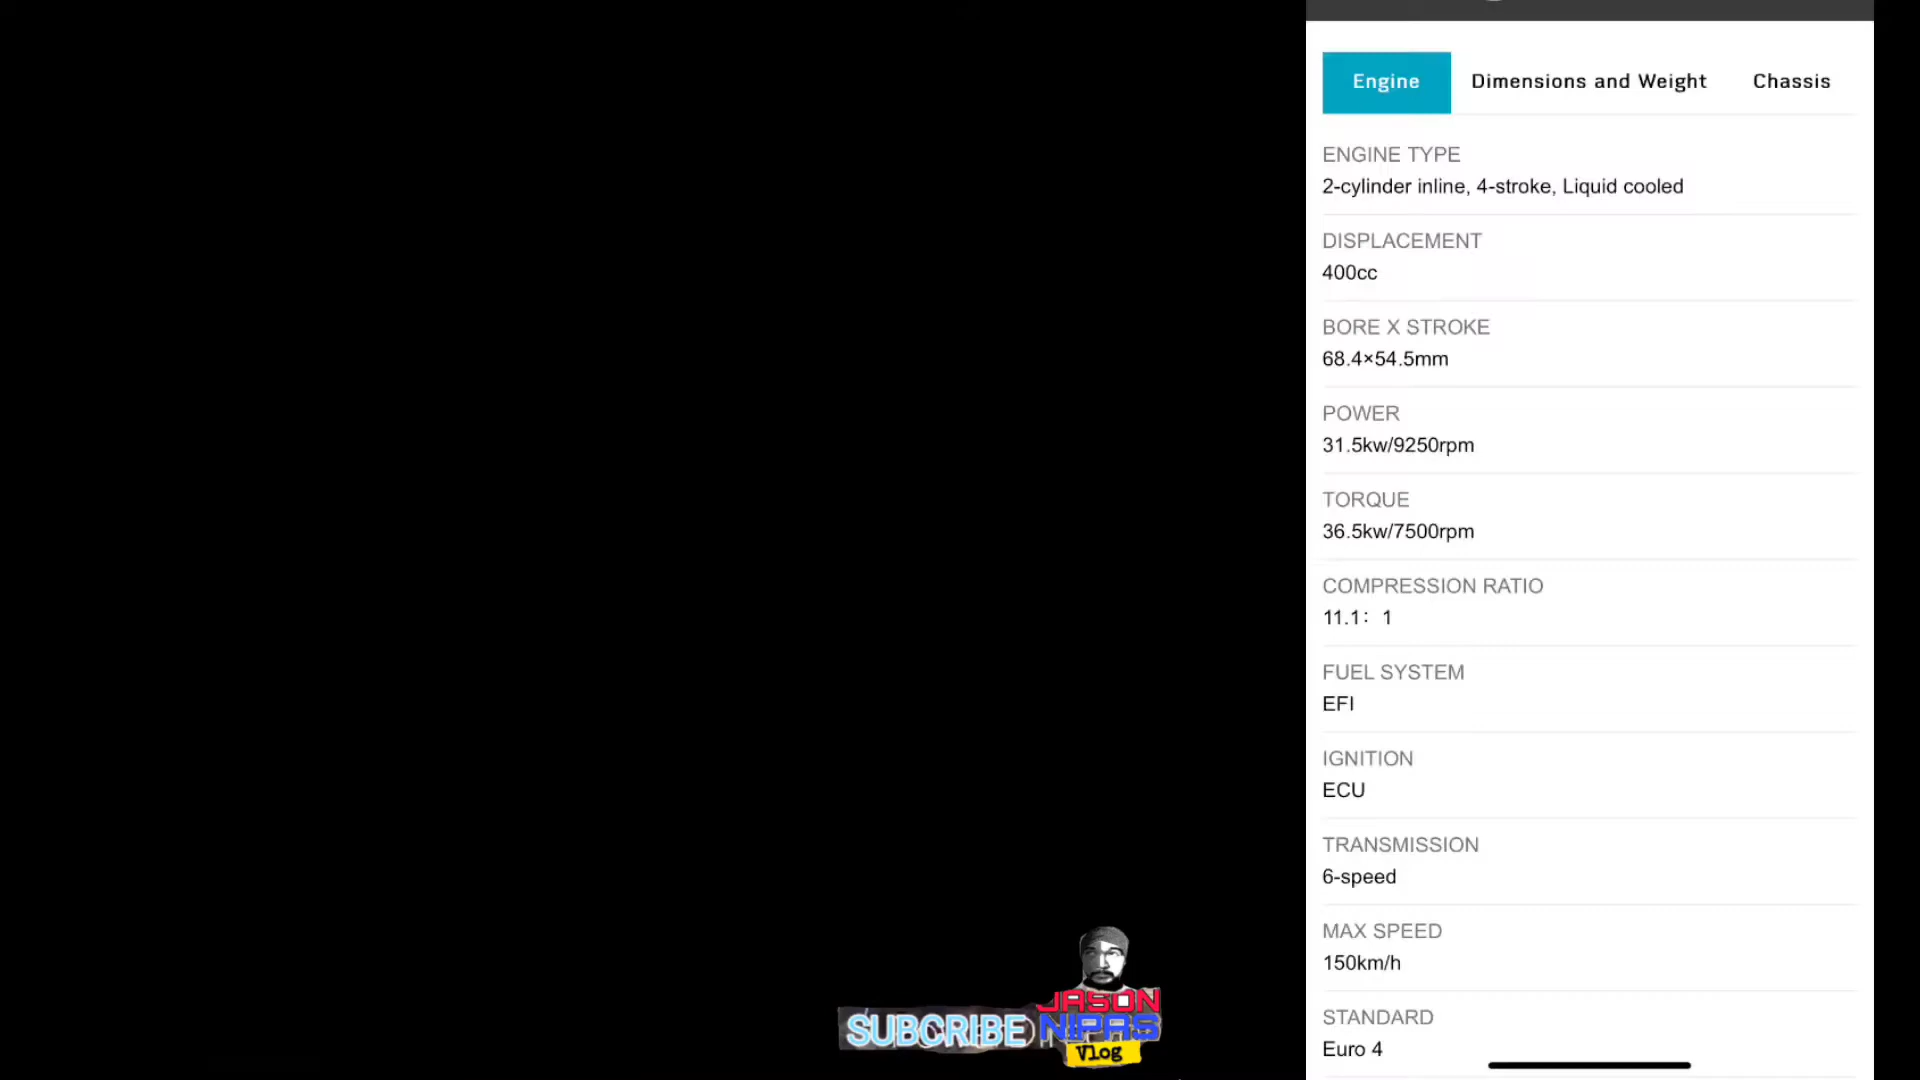 Engine Dimensions and Weight Chassis
ENGINE TYPE
2-cylinder inline, 4-stroke, Liquid cooled
DISPLACEMENT
400cc
BORE X STROKE
68.4×54.5mm
POWER
31.5kw/9250rpm
TORQUE
36.5kw/7500rpm
COMPRESSION RATIO
11.1： 1
FUEL SYSTEM
EFI
IGNITION
ECU
TRANSMISSION
6-speed
MAX SPEED
150km/h
STANDARD
Euro 4
SUBCRIBE
JASON
NIPAS
Vlog